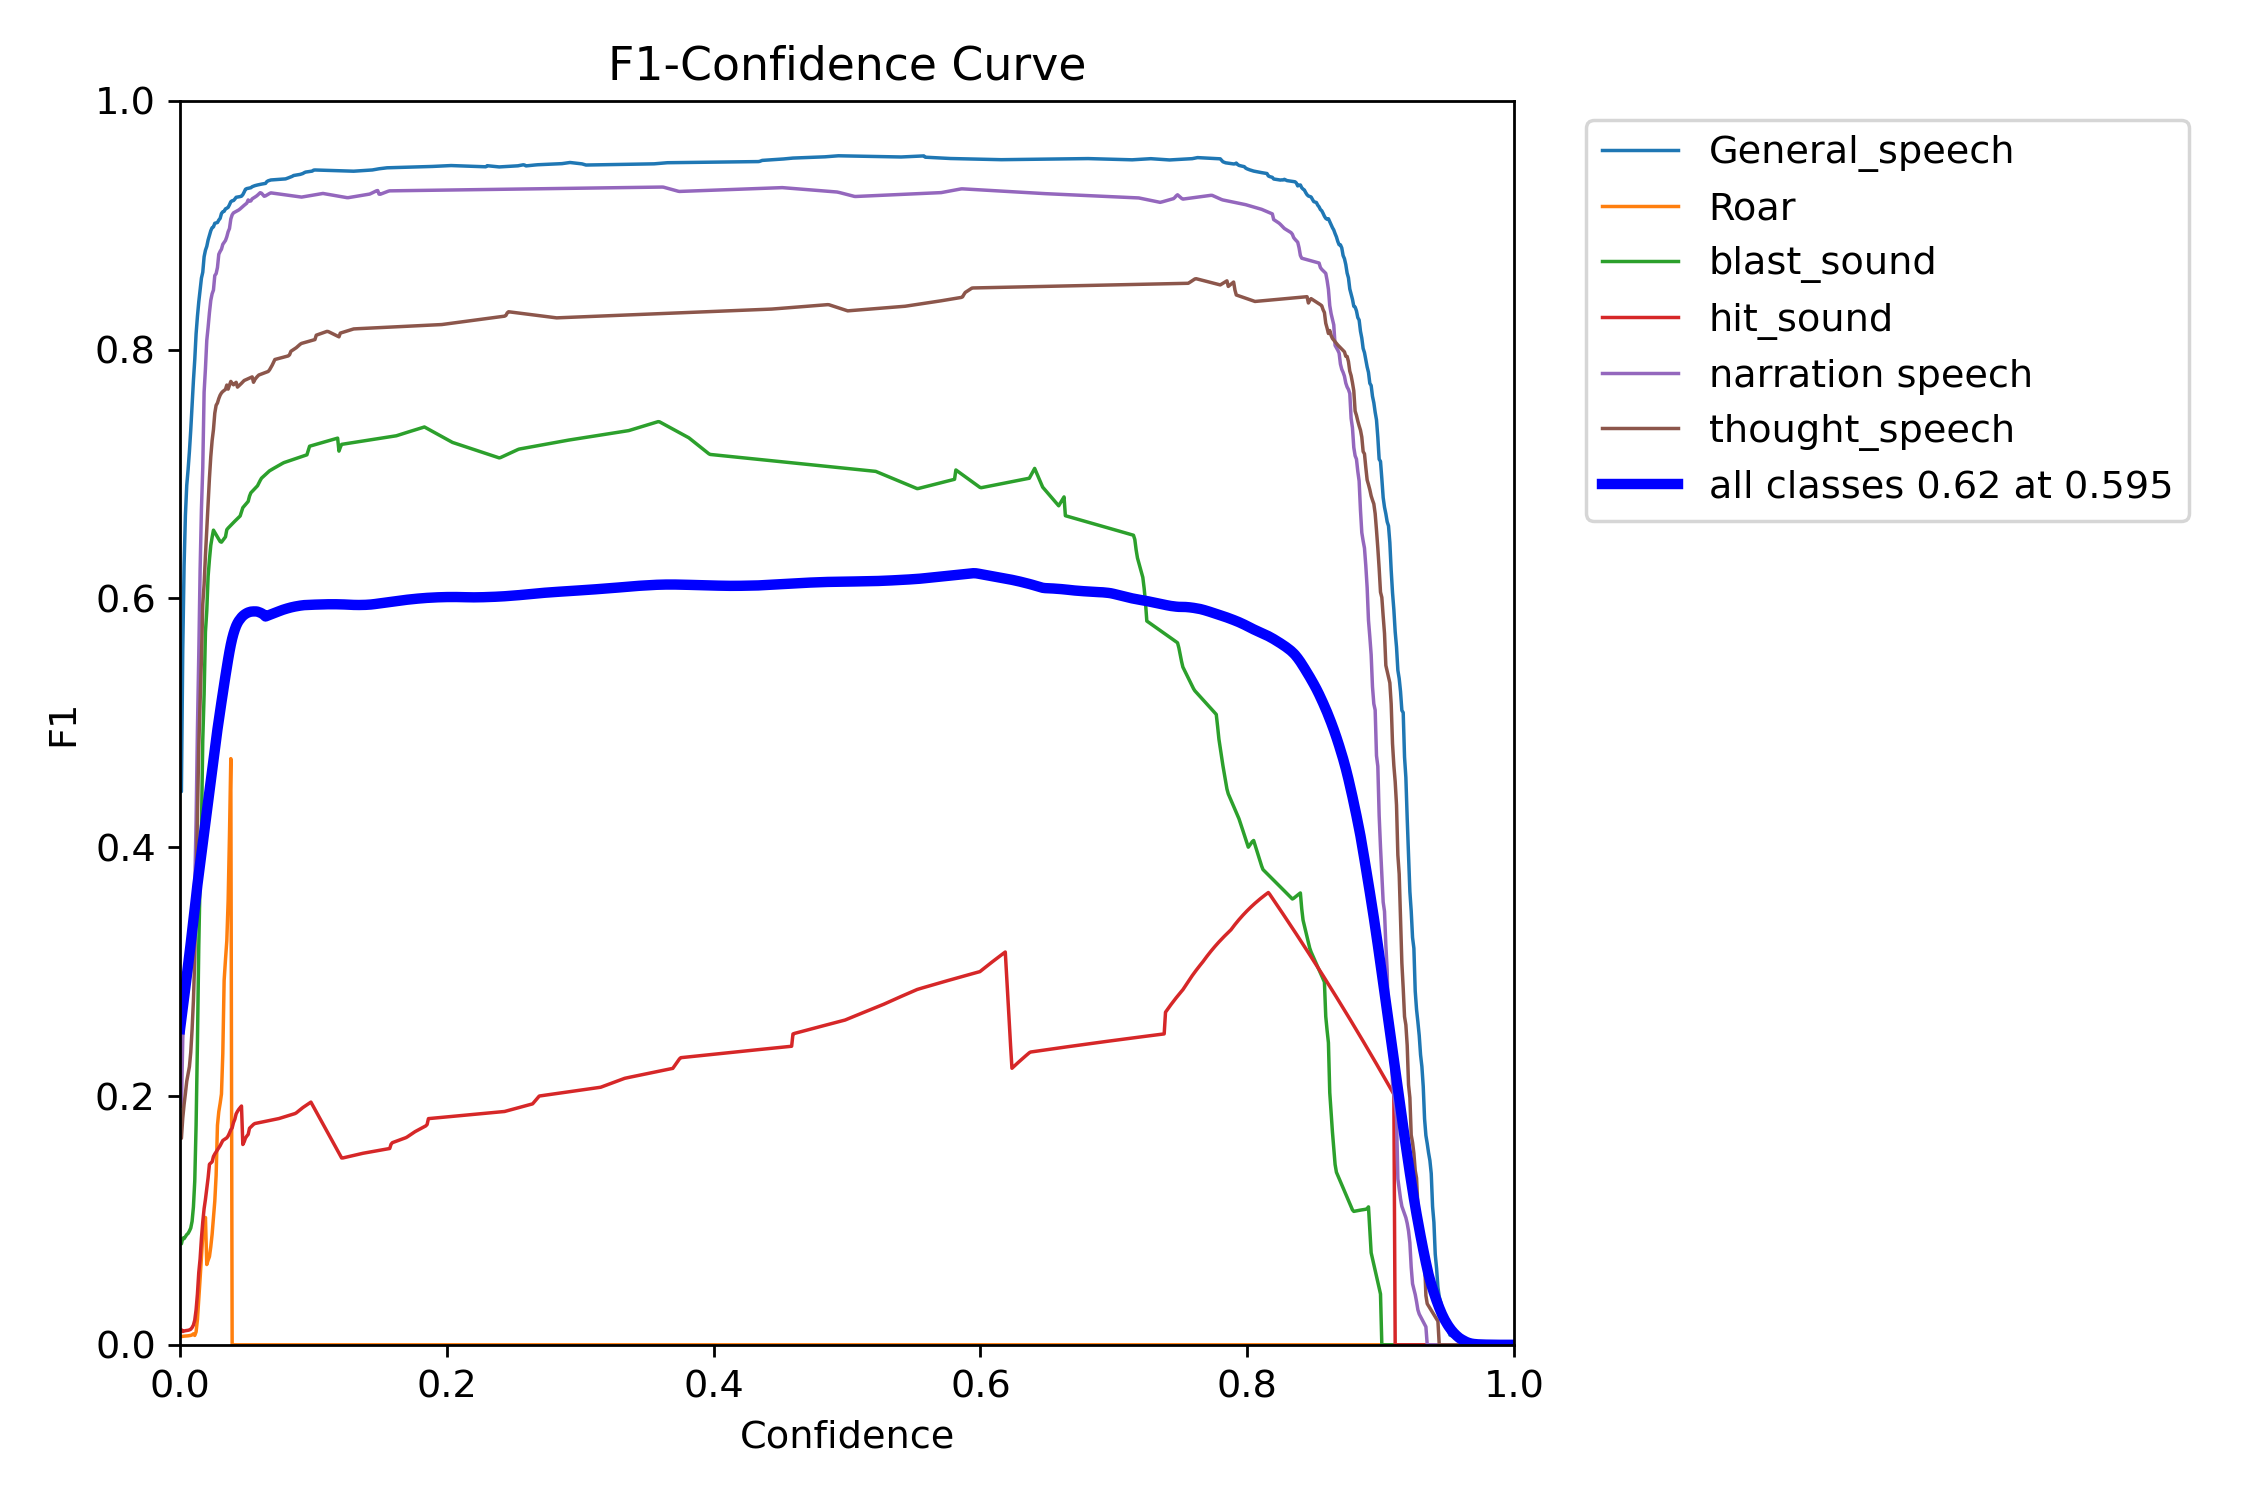 F1-Confidence Curve
1.0
0.8
0.6
0.4
0.2
0.0
F1
0.0 0.2 0.4 0.6 0.8 1.0
Confidence
General_speech
Roar
blast_sound
hit_sound
narration speech
thought_speech
all classes 0.62 at 0.595